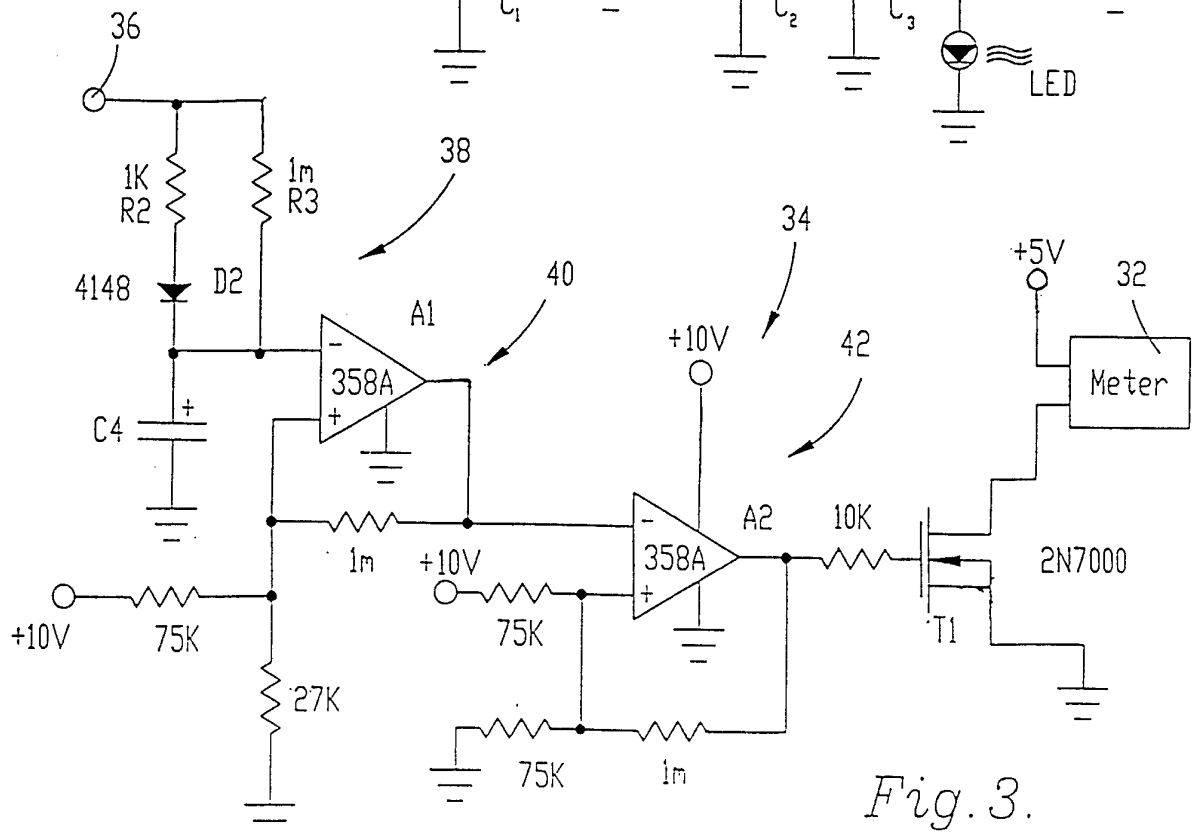 C₁
–
C₂
C₃
–
LED
36
1K
R2
1m
R3
38
4148
D2
34
40
A1
+5V
32
+10V
42
–
358A
+
Meter
C4
+
–
358A
+
A2
10K
1m
+10V
2N7000
+10V
75K
75K
T1
27K
75K
1m
Fig. 3.